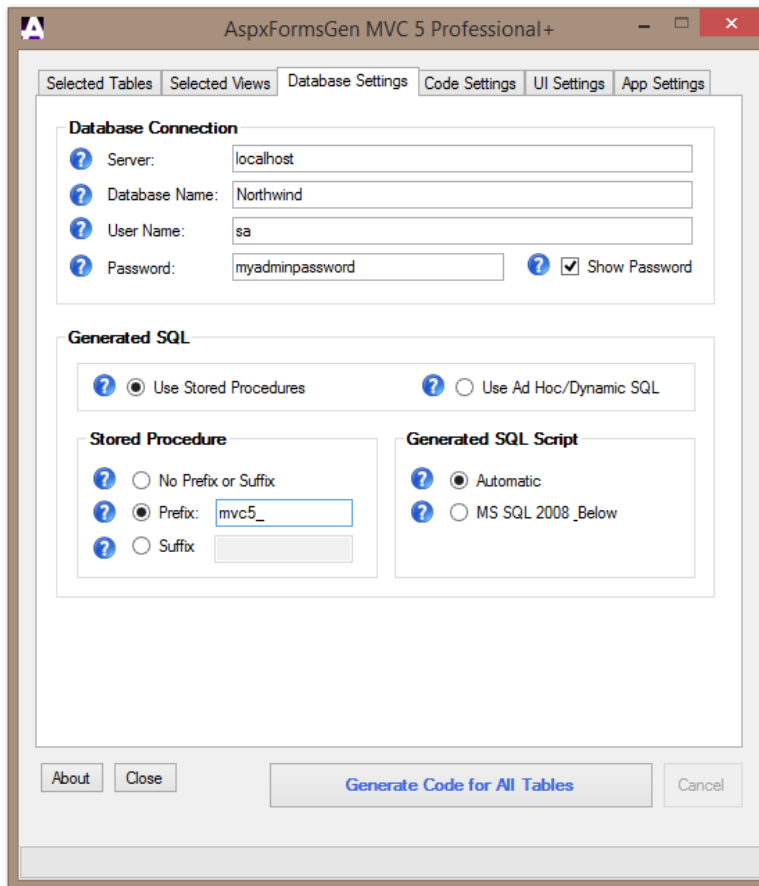 AspxFormsGen MVC 5 Professional+
Selected Tables Selected Views Database Settings Code Settings UI Settings App Settings
Database Connection
Server: localhost
Database Name: Northwind
User Name: sa
Password: myadminpassword Show Password
Generated SQL
Use Stored Procedures Use Ad Hoc/Dynamic SQL
Stored Procedure Generated SQL Script
No Prefix or Suffix Automatic
Prefix: mvc5_ MS SQL 2008 _Below
Suffix
About Close Generate Code for All Tables Cancel